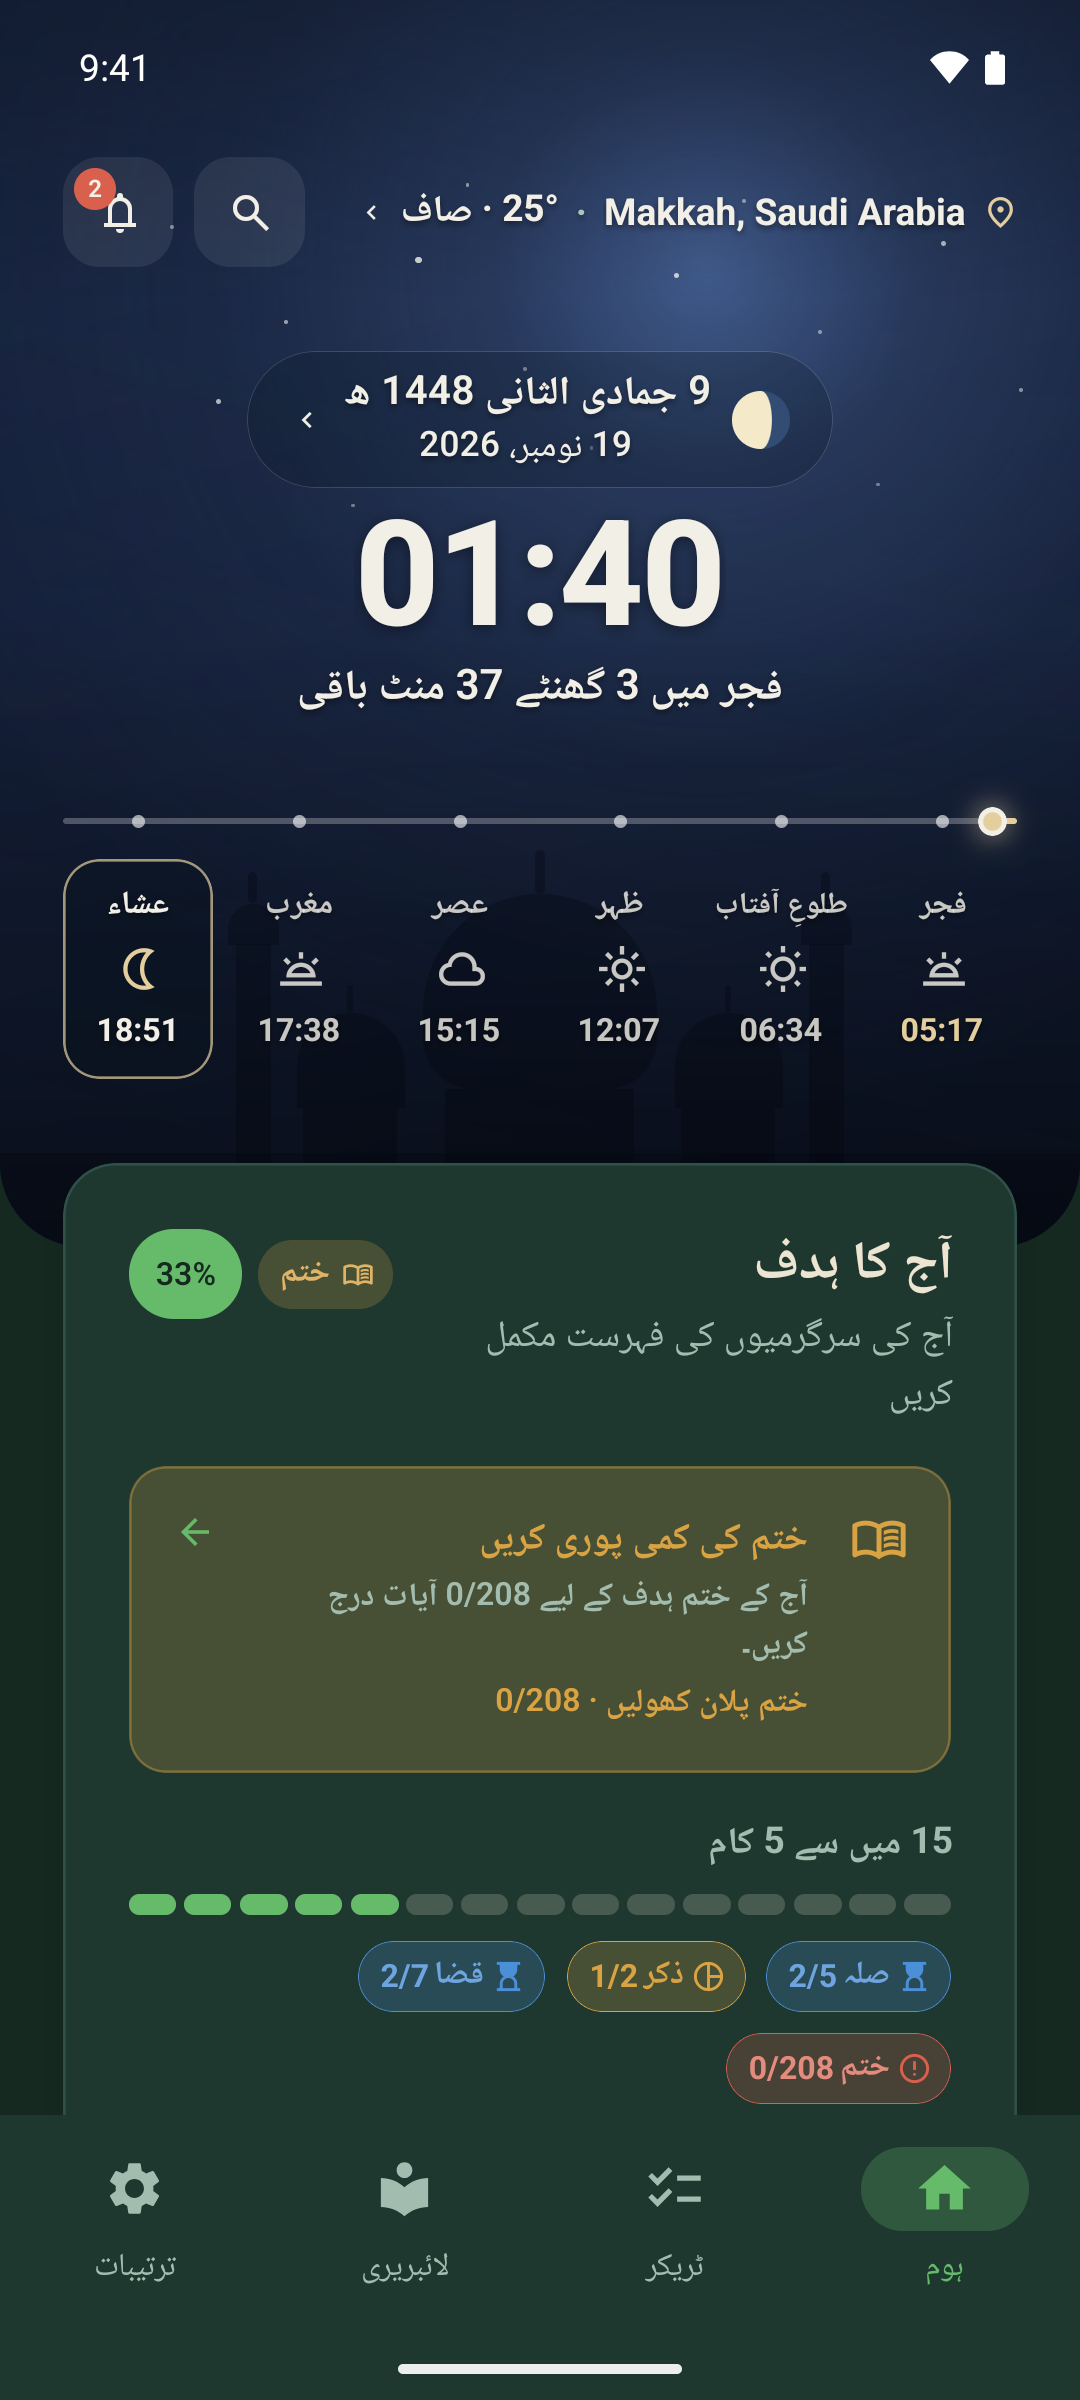 9:41
Makkah, Saudi Arabia · 25° · صاف
2
9 جمادی الثانی 1448 ھ
19 نومبر، 2026
01:40
فجر میں 3 گھنٹے 37 منٹ باقی
فجر
05:17
طلوعِ آفتاب
06:34
ظہر
12:07
عصر
15:15
مغرب
17:38
عشاء
18:51
آج کا ہدف
ختم
33%
آج کی سرگرمیوں کی فہرست مکمل
کریں
ختم کی کمی پوری کریں
آج کے ختم ہدف کے لیے 0/208 آیات درج
کریں۔
ختم پلان کھولیں · 0/208
15 میں سے 5 کام
صلہ 2/5
ذکر 1/2
قضا 2/7
ختم 0/208
ہوم
ٹریکر
لائبریری
ترتیبات